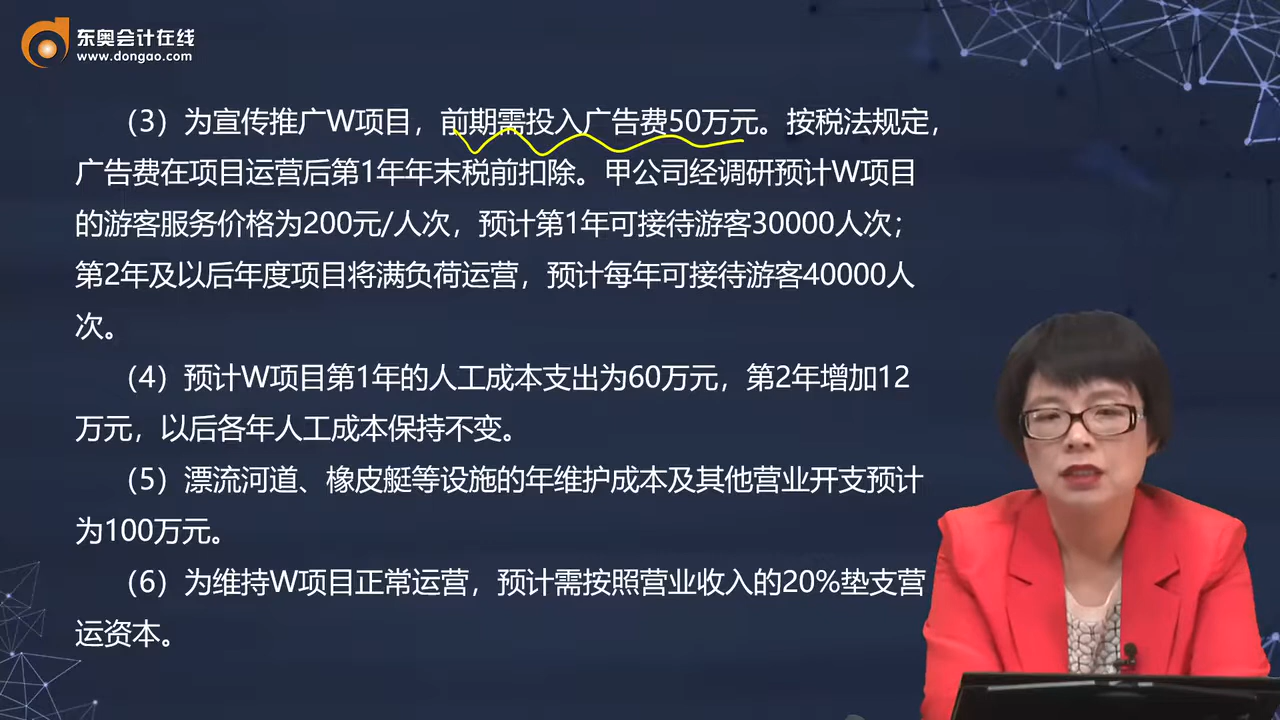 东奥会计在线
www.dongao.com
（3）为宣传推广W项目，前期需投入广告费50万元。按税法规定，
广告费在项目运营后第1年年末税前扣除。甲公司经调研预计W项目
的游客服务价格为200元/人次，预计第1年可接待游客30000人次；
第2年及以后年度项目将满负荷运营，预计每年可接待游客40000人
次。
（4）预计W项目第1年的人工成本支出为60万元，第2年增加12
万元，以后各年人工成本保持不变。
（5）漂流河道、橡皮艇等设施的年维护成本及其他营业开支预计
为100万元。
（6）为维持W项目正常运营，预计需按照营业收入的20%垫支营
运资本。